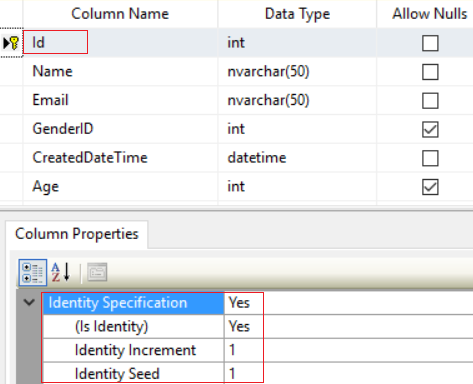 Column Name Data Type Allow Nulls
Id int
Name nvarchar(50)
Email nvarchar(50)
GenderID int
CreatedDateTime datetime
Age int
Column Properties
Identity Specification Yes
(Is Identity) Yes
Identity Increment 1
Identity Seed 1